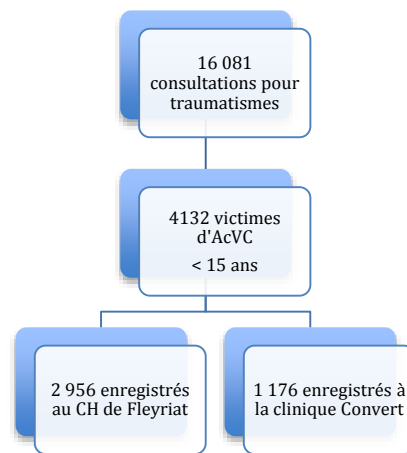 16 081
consultations pour
traumatismes
4132 victimes
d'AcVC
< 15 ans
2 956 enregistrés
au CH de Fleyriat
1 176 enregistrés à
la clinique Convert